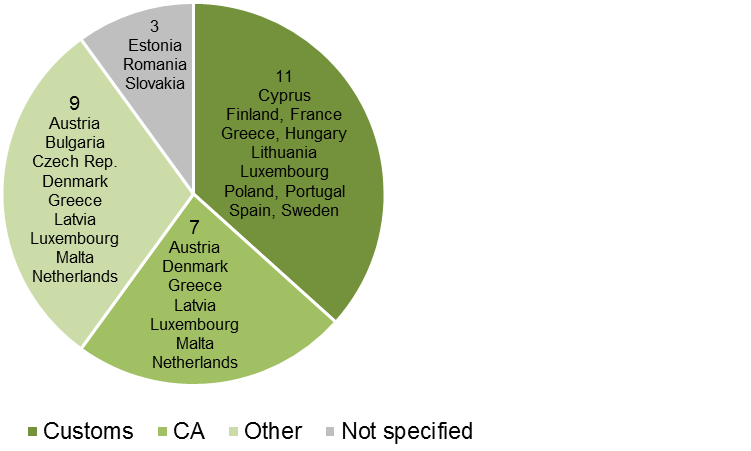 3
Estonia
Romania
Slovakia
11
Cyprus
Finland, France
Greece, Hungary
Lithuania
Luxembourg
Poland, Portugal
Spain, Sweden
9
Austria
Bulgaria
Czech Rep.
Denmark
Greece
Latvia
Luxembourg
Malta
Netherlands
7
Austria
Denmark
Greece
Latvia
Luxembourg
Malta
Netherlands
Customs CA Other Not specified